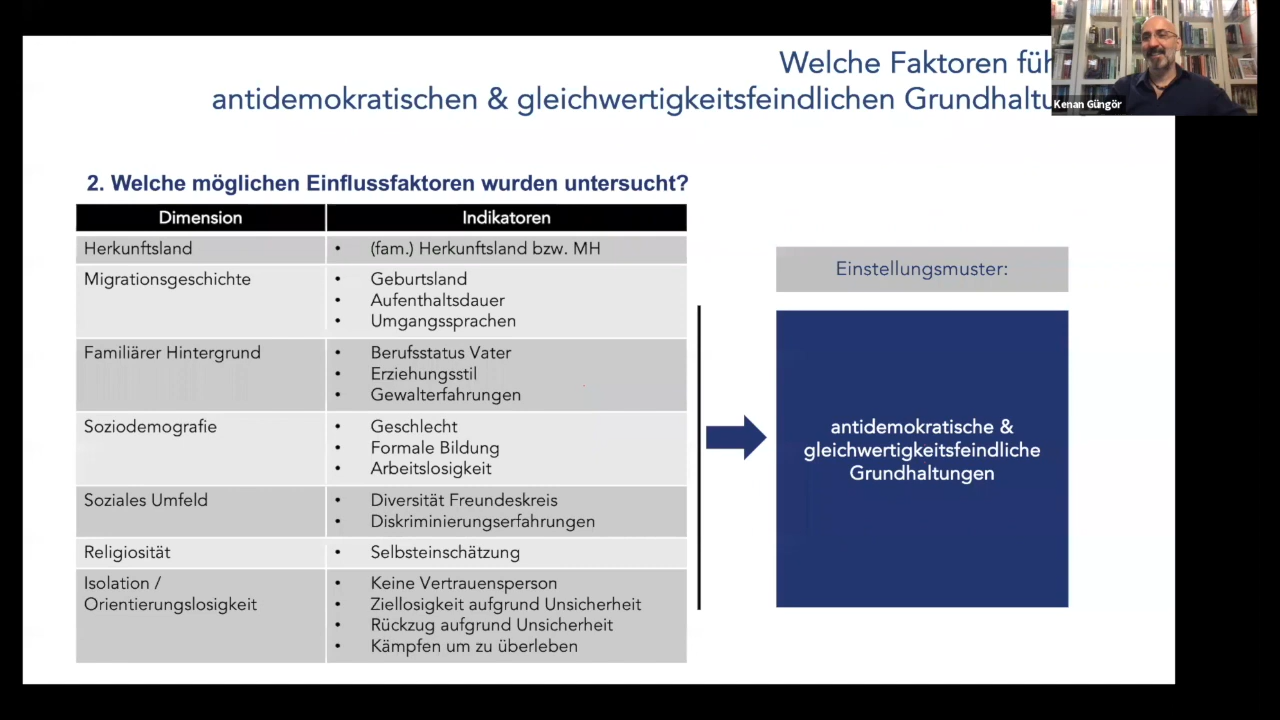 Welche Faktoren füh
antidemokratischen & gleichwertigkeitsfeindlichen Grundhaltu
Kenan Güngör
2. Welche möglichen Einflussfaktoren wurden untersucht?
Dimension Indikatoren
Herkunftsland • (fam.) Herkunftsland bzw. MH
Migrationsgeschichte • Geburtsland
• Aufenthaltsdauer
• Umgangssprachen
Familiärer Hintergrund • Berufsstatus Vater
• Erziehungsstil
• Gewalterfahrungen
Soziodemografie • Geschlecht
• Formale Bildung
• Arbeitslosigkeit
Soziales Umfeld • Diversität Freundeskreis
• Diskriminierungserfahrungen
Religiosität • Selbsteinschätzung
Isolation / • Keine Vertrauensperson
Orientierungslosigkeit • Ziellosigkeit aufgrund Unsicherheit
• Rückzug aufgrund Unsicherheit
• Kämpfen um zu überleben
Einstellungsmuster:
antidemokratische &
gleichwertigkeitsfeindliche
Grundhaltungen